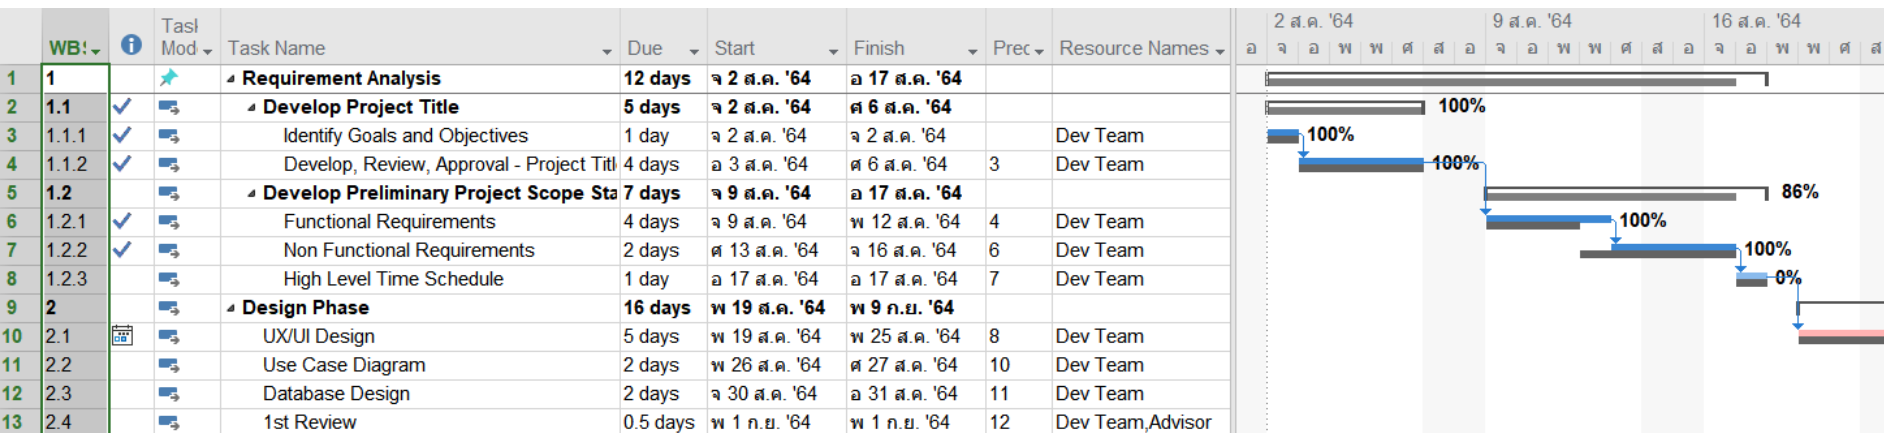 2 ส.ค. '64 9 ส.ค. '64 16 ส.ค. '64
Task
WBS Mod Task Name Due Start Finish Prec Resource Names อ จ อ พ พ ศ ส อ จ อ พ พ ศ ส อ จ อ พ พ ศ ส
1 1 Requirement Analysis 12 days จ 2 ส.ค. '64 อ 17 ส.ค. '64
2 1.1 Develop Project Title 5 days จ 2 ส.ค. '64 ศ 6 ส.ค. '64 100%
3 1.1.1 Identify Goals and Objectives 1 day จ 2 ส.ค. '64 จ 2 ส.ค. '64 Dev Team 100%
4 1.1.2 Develop, Review, Approval - Project Titl 4 days อ 3 ส.ค. '64 ศ 6 ส.ค. '64 3 Dev Team 100%
5 1.2 Develop Preliminary Project Scope Sta 7 days จ 9 ส.ค. '64 อ 17 ส.ค. '64 86%
6 1.2.1 Functional Requirements 4 days จ 9 ส.ค. '64 พ 12 ส.ค. '64 4 Dev Team 100%
7 1.2.2 Non Functional Requirements 2 days ศ 13 ส.ค. '64 จ 16 ส.ค. '64 6 Dev Team 100%
8 1.2.3 High Level Time Schedule 1 day อ 17 ส.ค. '64 อ 17 ส.ค. '64 7 Dev Team 0%
9 2 Design Phase 16 days พ 19 ส.ค. '64 พ 9 ก.ย. '64
10 2.1 UX/UI Design 5 days พ 19 ส.ค. '64 พ 25 ส.ค. '64 8 Dev Team
11 2.2 Use Case Diagram 2 days พ 26 ส.ค. '64 ศ 27 ส.ค. '64 10 Dev Team
12 2.3 Database Design 2 days จ 30 ส.ค. '64 อ 31 ส.ค. '64 11 Dev Team
13 2.4 1st Review 0.5 days พ 1 ก.ย. '64 พ 1 ก.ย. '64 12 Dev Team,Advisor